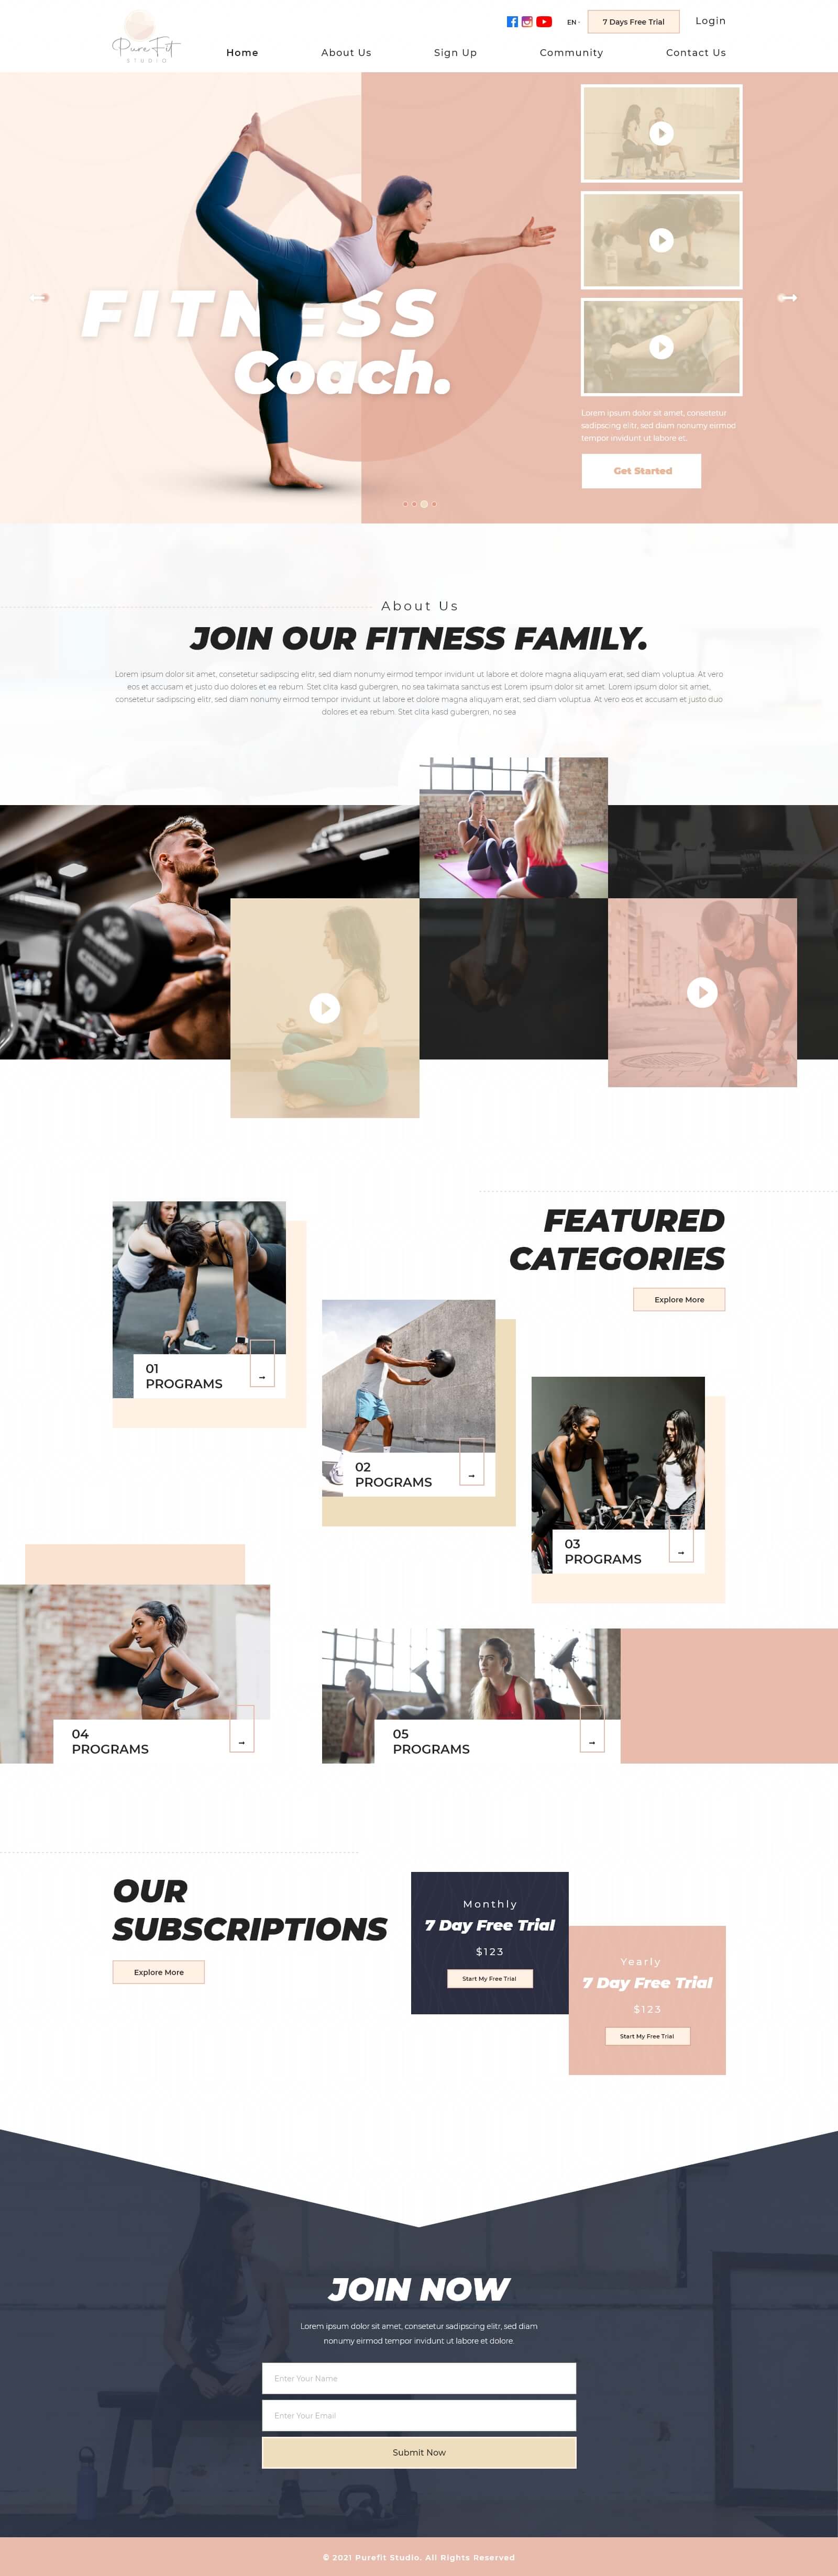 PureFit
STUDIO
EN
7 Days Free Trial
Login
Home
About Us
Sign Up
Community
Contact Us
FITNESS
Coach.
Lorem ipsum dolor sit amet, consetetur
sadipscing elitr, sed diam nonumy eirmod
tempor invidunt ut labore et.
Get Started
About Us
JOIN OUR FITNESS FAMILY.
Lorem ipsum dolor sit amet, consetetur sadipscing elitr, sed diam nonumy eirmod tempor invidunt ut labore et dolore magna aliquyam erat, sed diam voluptua. At vero
eos et accusam et justo duo dolores et ea rebum. Stet clita kasd gubergren, no sea takimata sanctus est Lorem ipsum dolor sit amet. Lorem ipsum dolor sit amet,
consetetur sadipscing elitr, sed diam nonumy eirmod tempor invidunt ut labore et dolore magna aliquyam erat, sed diam voluptua. At vero eos et accusam et justo duo
dolores et ea rebum. Stet clita kasd gubergren, no sea
FEATURED
CATEGORIES
Explore More
01
PROGRAMS
02
PROGRAMS
03
PROGRAMS
04
PROGRAMS
05
PROGRAMS
OUR
SUBSCRIPTIONS
Explore More
Monthly
7 Day Free Trial
$123
Start My Free Trial
Yearly
7 Day Free Trial
$123
Start My Free Trial
JOIN NOW
Lorem ipsum dolor sit amet, consetetur sadipscing elitr, sed diam
nonumy eirmod tempor invidunt ut labore et dolore.
Enter Your Name
Enter Your Email
Submit Now
© 2021 Purefit Studio. All Rights Reserved